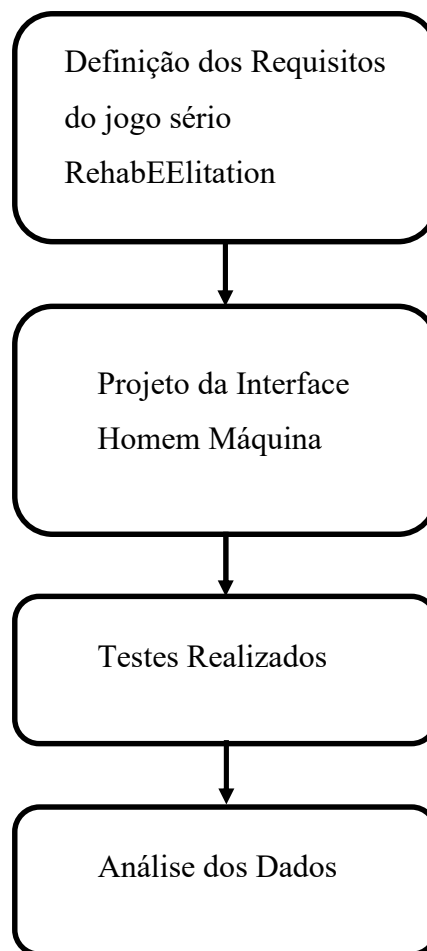 Definição dos Requisitos
do jogo sério
RehabEElitation
Projeto da Interface
Homem Máquina
Testes Realizados
Análise dos Dados